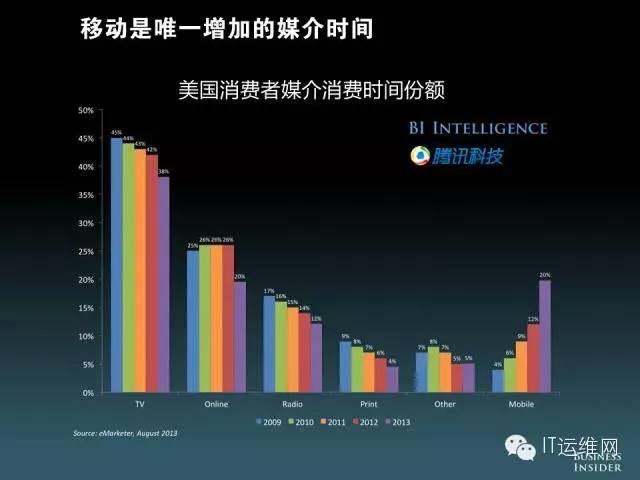 移动是唯一增加的媒介时间
美国消费者媒介消费时间份额
BI INTELLIGENCE
腾讯科技
50%
45%
40%
35%
30%
25%
20%
15%
10%
5%
0%
45% 44% 43% 42% 38%
25% 26% 26% 26% 20%
17% 16% 15% 14% 12%
9% 8% 7% 6% 4%
7% 8% 7% 5% 5%
4% 6% 9% 12% 20%
TV Online Radio Print Other Mobile
2009 2010 2011 2012 2013
Source: eMarketer, August 2013
IT运维网
BUSINESS
INSIDER